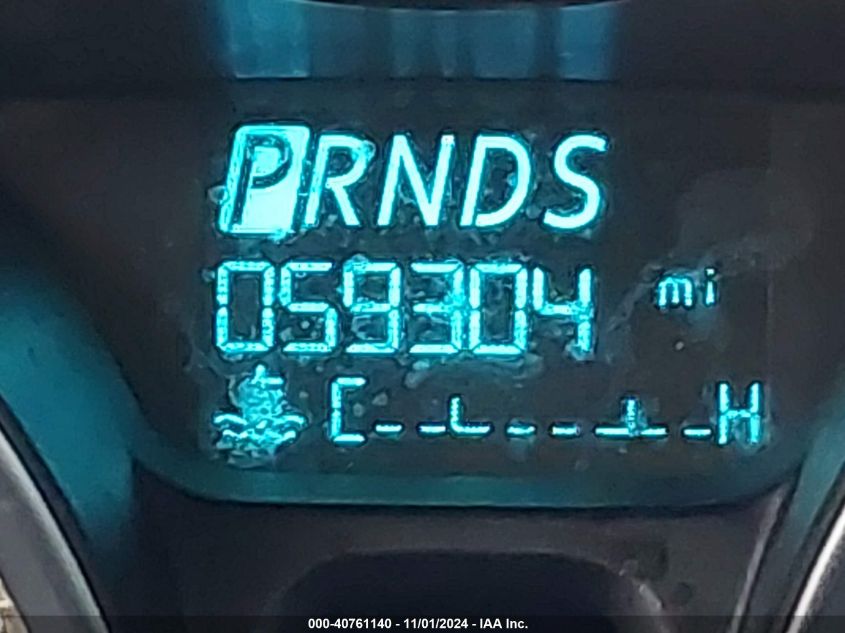 PRNDS
059304 mi
C H
000-40761140 - 11/01/2024 - IAA Inc.